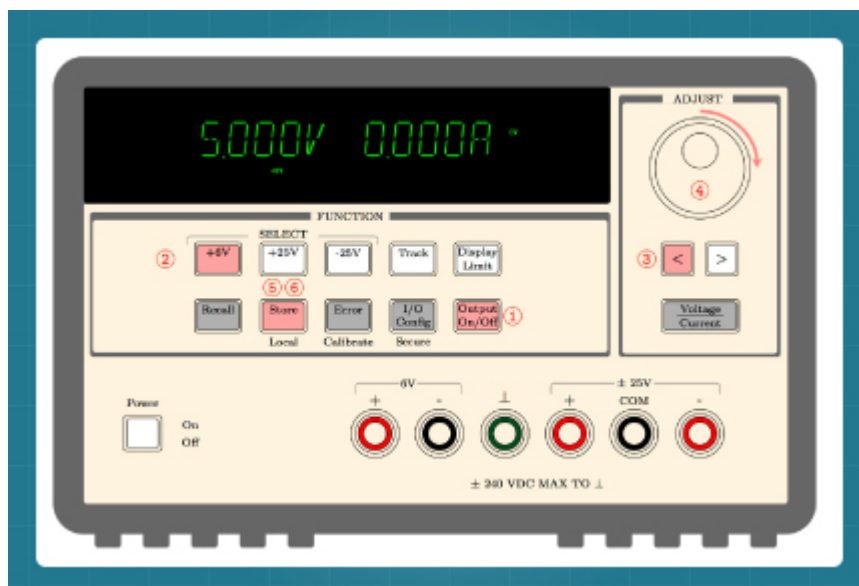 ADJUST
5.000V 0.000A
④
FUNCTION
SELECT
② +6V +25V -25V Track Display Limit
③ < >
⑤ ⑥
Recall Store Error I/O Config Output On/Off ①
Voltage
Current
Local Calibrate Secure
6V ± 25V
+ - ⊥ + COM -
Power
On
Off
± 240 VDC MAX TO ⊥